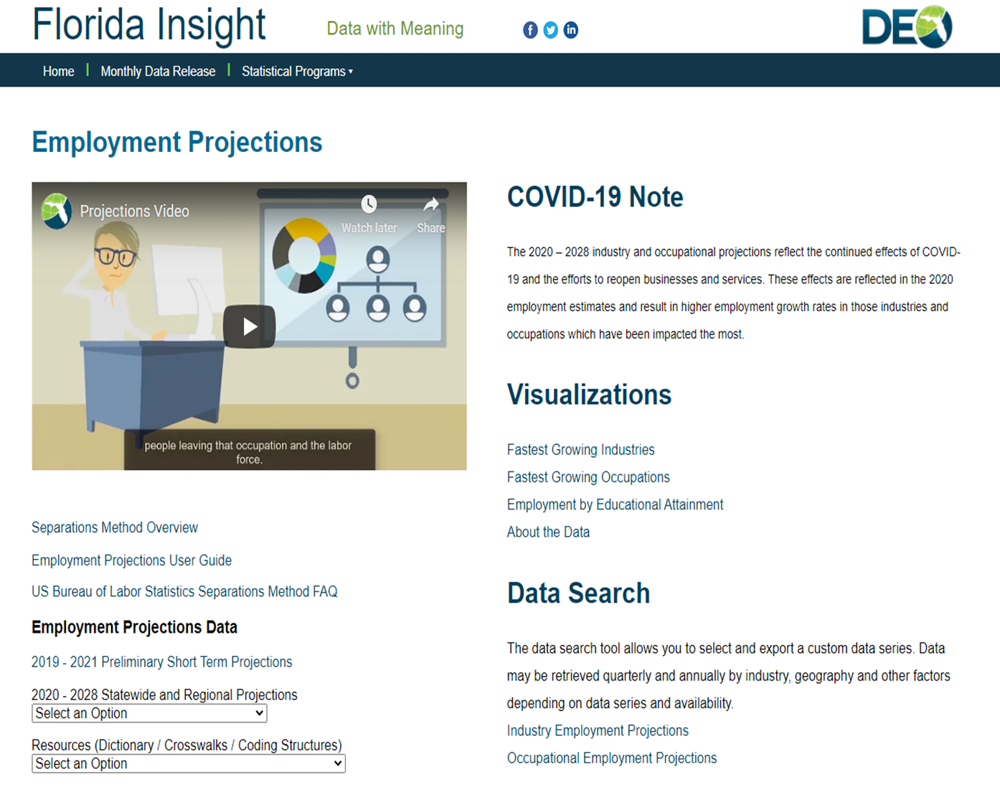 Florida Insight
Data with Meaning
DEO
Home | Monthly Data Release | Statistical Programs ▾
Employment Projections
Projections Video
Watch later
Share
people leaving that occupation and the labor
force.
Separations Method Overview
Employment Projections User Guide
US Bureau of Labor Statistics Separations Method FAQ
Employment Projections Data
2019 - 2021 Preliminary Short Term Projections
2020 - 2028 Statewide and Regional Projections
Select an Option
Resources (Dictionary / Crosswalks / Coding Structures)
Select an Option
COVID-19 Note
The 2020 – 2028 industry and occupational projections reflect the continued effects of COVID-
19 and the efforts to reopen businesses and services. These effects are reflected in the 2020
employment estimates and result in higher employment growth rates in those industries and
occupations which have been impacted the most.
Visualizations
Fastest Growing Industries
Fastest Growing Occupations
Employment by Educational Attainment
About the Data
Data Search
The data search tool allows you to select and export a custom data series. Data
may be retrieved quarterly and annually by industry, geography and other factors
depending on data series and availability.
Industry Employment Projections
Occupational Employment Projections